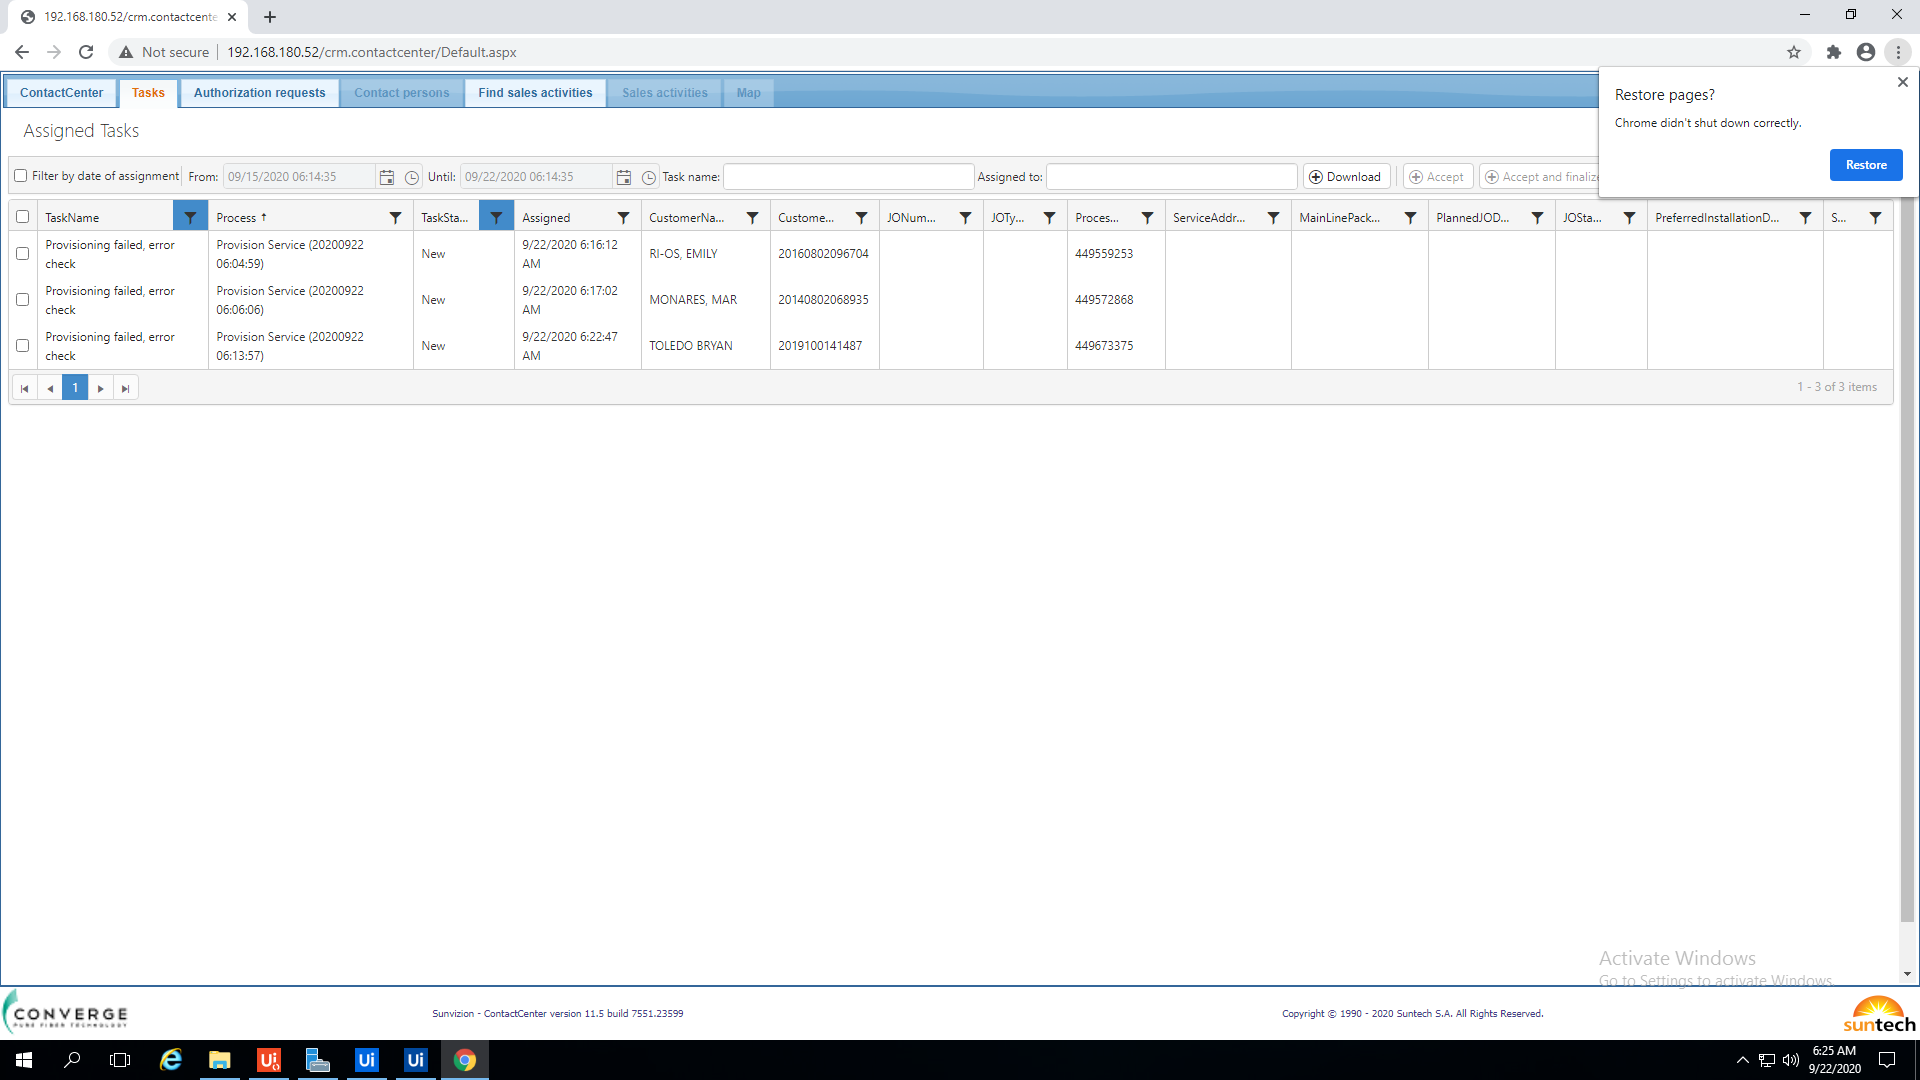 192.168.180.52/crm.contactcente
Not secure 192.168.180.52/crm.contactcenter/Default.aspx
ContactCenter Tasks Authorization requests Contact persons Find sales activities Sales activities Map
Restore pages?
Chrome didn't shut down correctly.
Restore
Assigned Tasks
Filter by date of assignment From: 09/15/2020 06:14:35 Until: 09/22/2020 06:14:35 Task name: Assigned to: Download Accept Accept and finalize
TaskName Process ↑ TaskSta... Assigned CustomerNa... Custome... JONum... JOTy... Proces... ServiceAddr... MainLinePack... PlannedJOD... JOSta... PreferredInstallationD... S...
Provisioning failed, error check Provision Service (20200922 06:04:59) New 9/22/2020 6:16:12 AM RI-OS, EMILY 20160802096704 449559253
Provisioning failed, error check Provision Service (20200922 06:06:06) New 9/22/2020 6:17:02 AM MONARES, MAR 20140802068935 449572868
Provisioning failed, error check Provision Service (20200922 06:13:57) New 9/22/2020 6:22:47 AM TOLEDO BRYAN 2019100141487 449673375
1 1 - 3 of 3 items
Activate Windows
Go to Settings to activate Windows.
CONVERGE
PURE FIBER TECHNOLOGY
Sunvizion - ContactCenter version 11.5 build 7551.23599
Copyright © 1990 - 2020 Suntech S.A. All Rights Reserved.
suntech
Ui Ui Ui
6:25 AM
9/22/2020